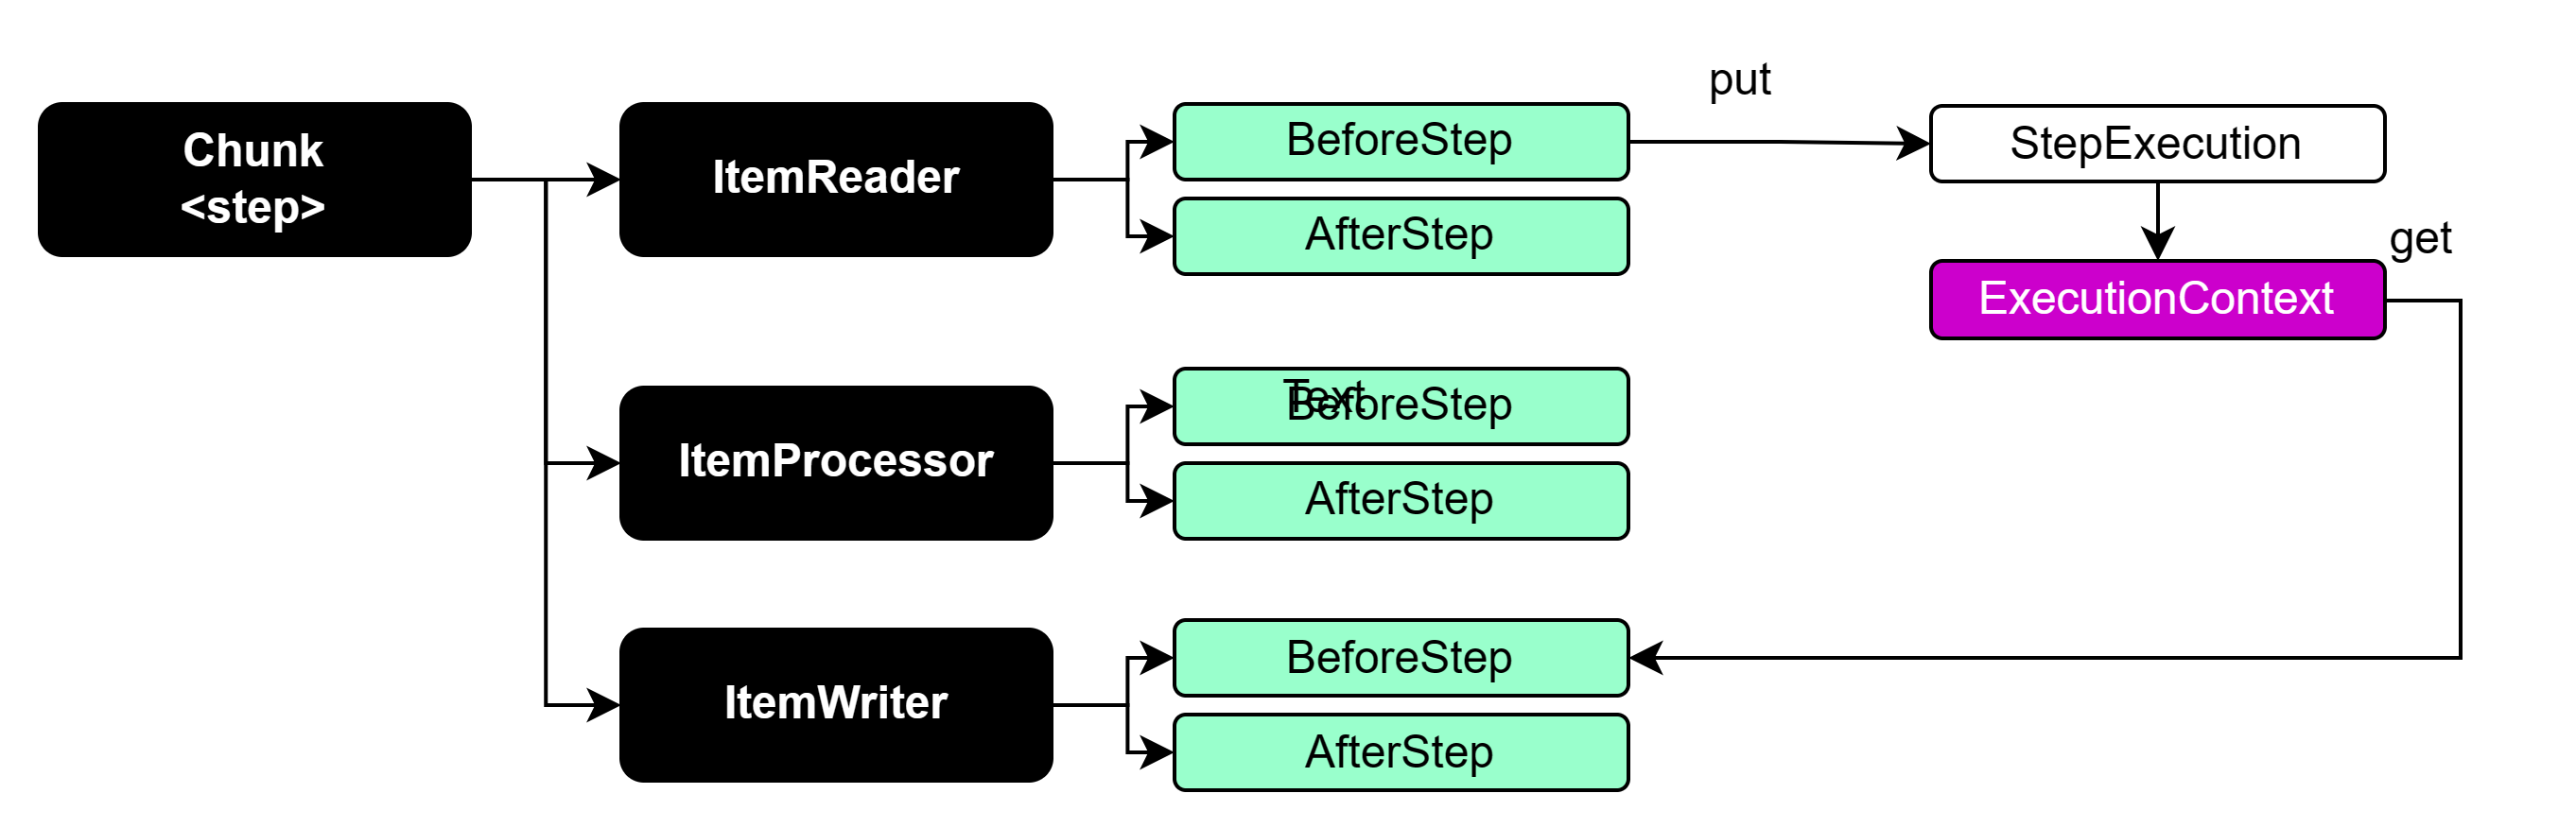 Chunk
<step>
ItemReader
BeforeStep
AfterStep
put
StepExecution
ExecutionContext
get
ItemProcessor
Text
BeforeStep
AfterStep
ItemWriter
BeforeStep
AfterStep